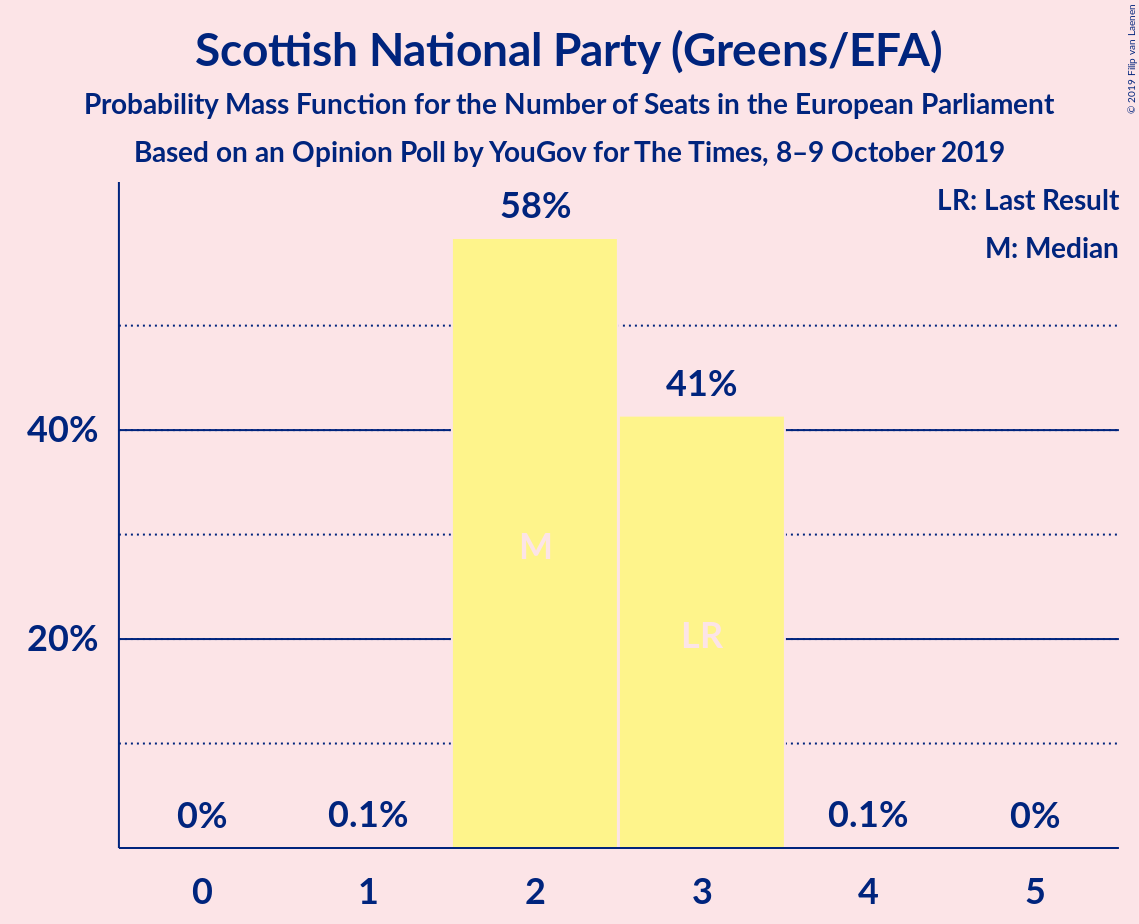 Scottish National Party (Greens/EFA)
Probability Mass Function for the Number of Seats in the European Parliament
Based on an Opinion Poll by YouGov for The Times, 8–9 October 2019
© 2019 Filip van Laenen
LR: Last Result
M: Median
58%
41%
40%
M
LR
20%
0%
0.1%
0.1%
0%
0
1
2
3
4
5